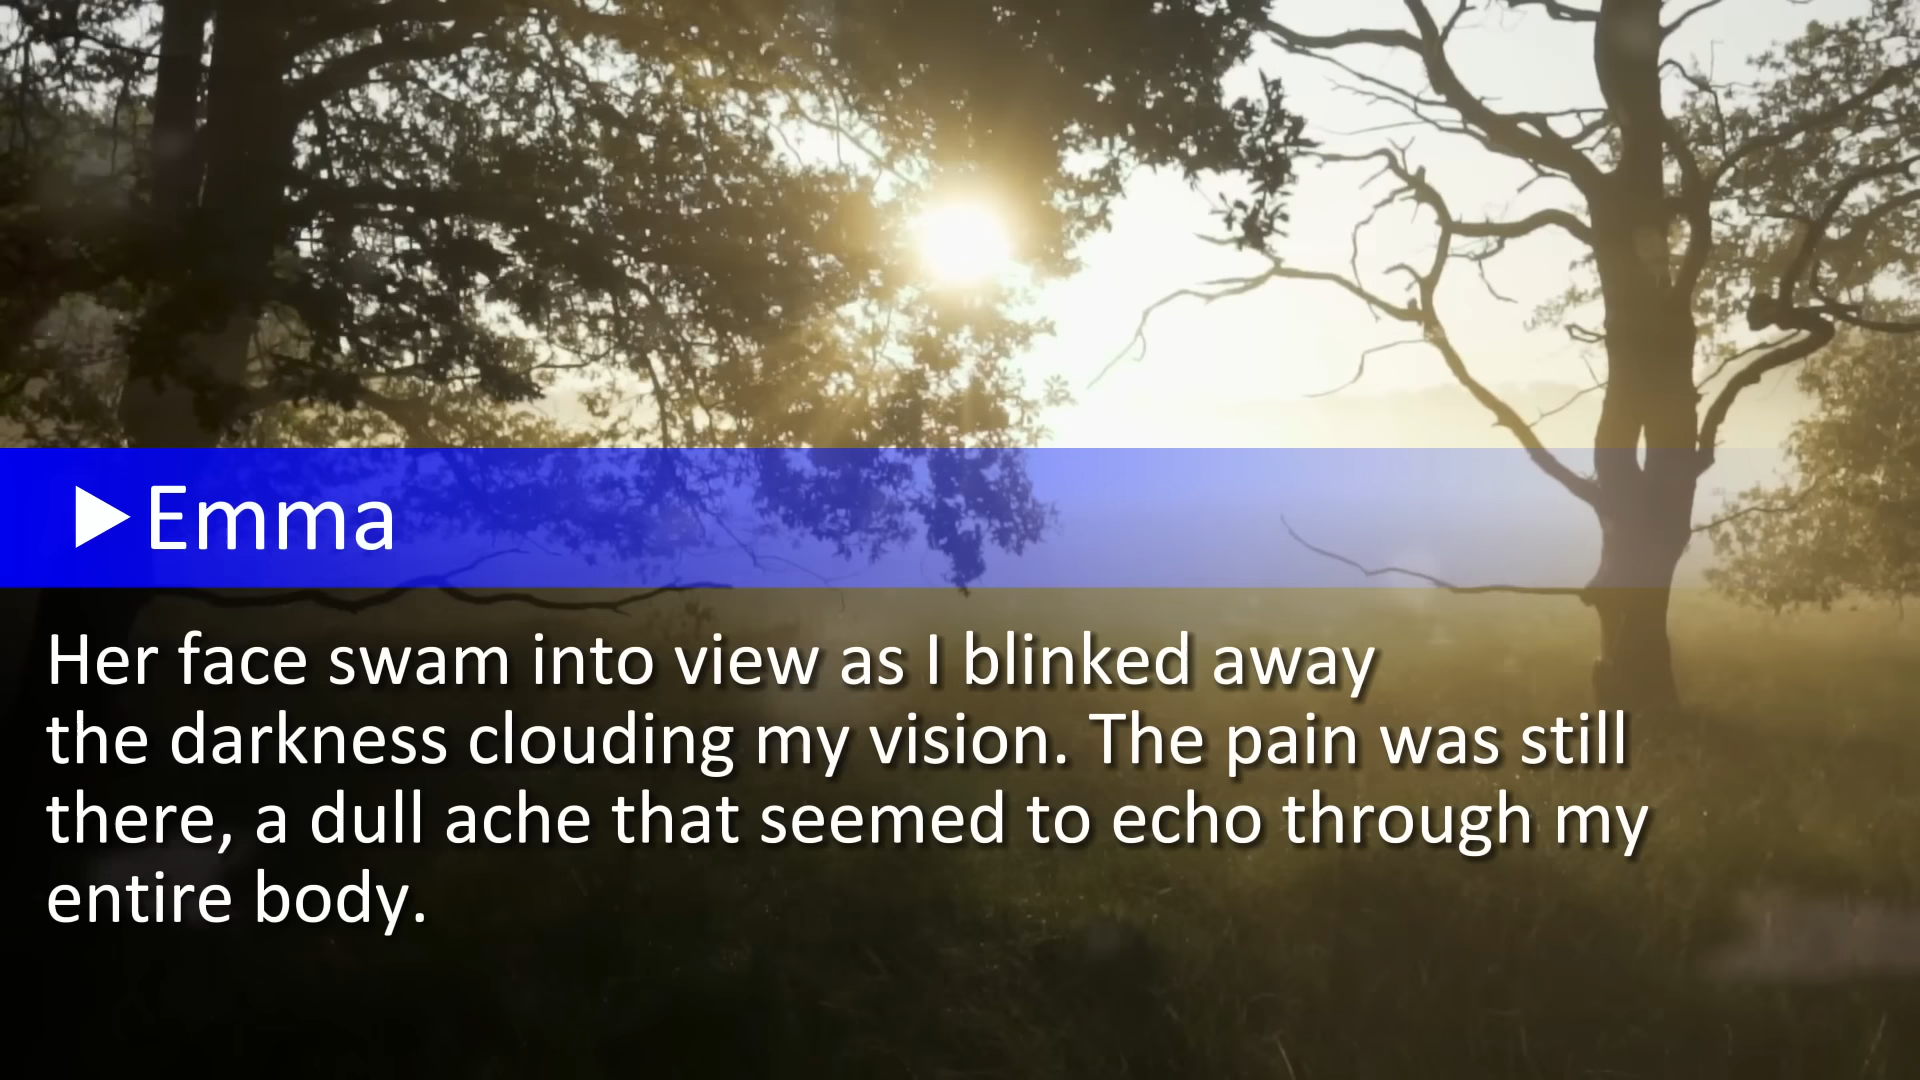 Emma
Her face swam into view as I blinked away
the darkness clouding my vision. The pain was still
there, a dull ache that seemed to echo through my
entire body.